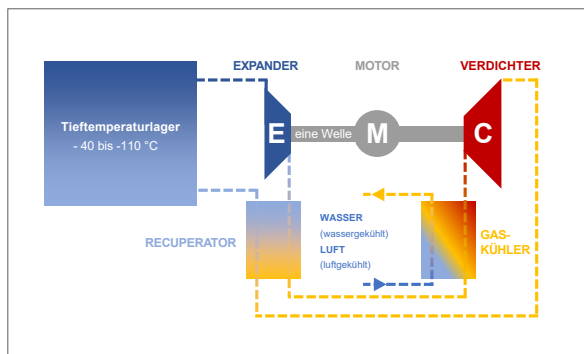 EXPANDER
MOTOR
VERDICHTER
Tieftemperaturlager
- 40 bis -110 °C
E
eine Welle
M
C
RECUPERATOR
WASSER
(wassergekühlt)
LUFT
(luftgekühlt)
GAS-
KÜHLER